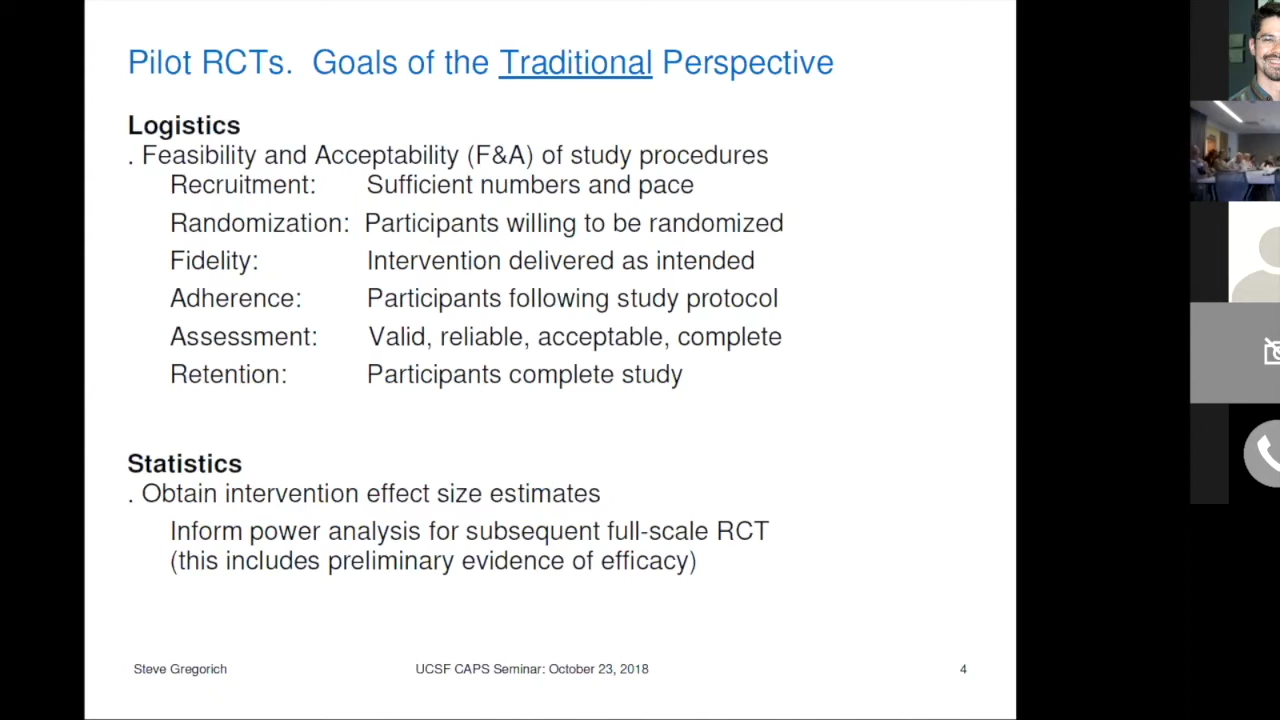 Pilot RCTs. Goals of the Traditional Perspective
Logistics
. Feasibility and Acceptability (F&A) of study procedures
Recruitment: Sufficient numbers and pace
Randomization: Participants willing to be randomized
Fidelity: Intervention delivered as intended
Adherence: Participants following study protocol
Assessment: Valid, reliable, acceptable, complete
Retention: Participants complete study
Statistics
. Obtain intervention effect size estimates
Inform power analysis for subsequent full-scale RCT
(this includes preliminary evidence of efficacy)
Steve Gregorich UCSF CAPS Seminar: October 23, 2018 4